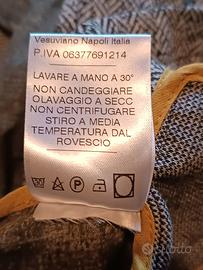 Vesuviano Napoli Italia
P.IVA 06377691214
LAVARE A MANO A 30°
NON CANDEGGIARE
OLAVAGGIO A SECC
NON CENTRIFUGARE
STIRO A MEDIA
TEMPERATURA DAL
ROVESCIO
subito